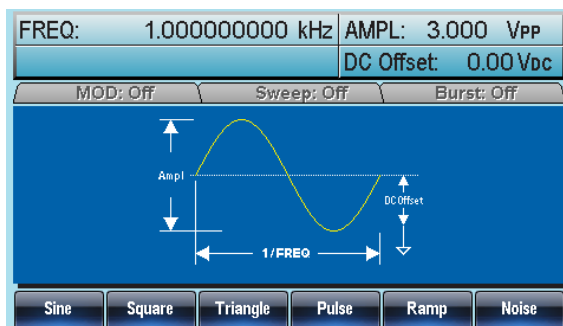 FREQ: 1.000000000 kHz AMPL: 3.000 VPP
DC Offset: 0.00 VDC
MOD: Off Sweep: Off Burst: Off
Ampl
DC Offset
1/FREQ
Sine Square Triangle Pulse Ramp Noise